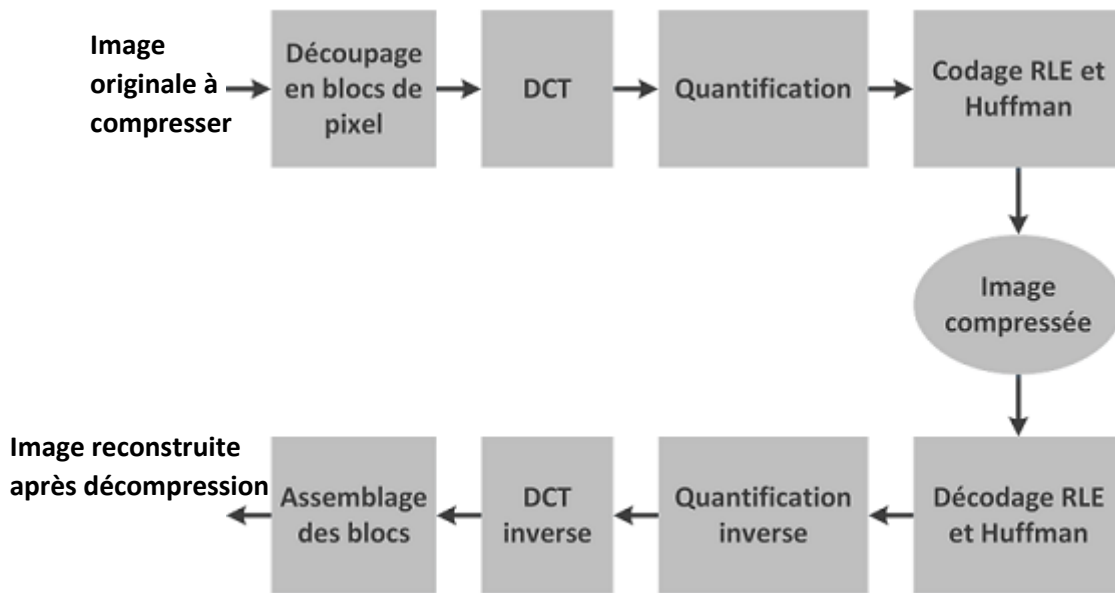 Image
originale à
compresser
Découpage
en blocs de
pixel
DCT
Quantification
Codage RLE et
Huffman
Image
compressée
Image reconstruite
après décompression
Assemblage
des blocs
DCT
inverse
Quantification
inverse
Décodage RLE
et Huffman